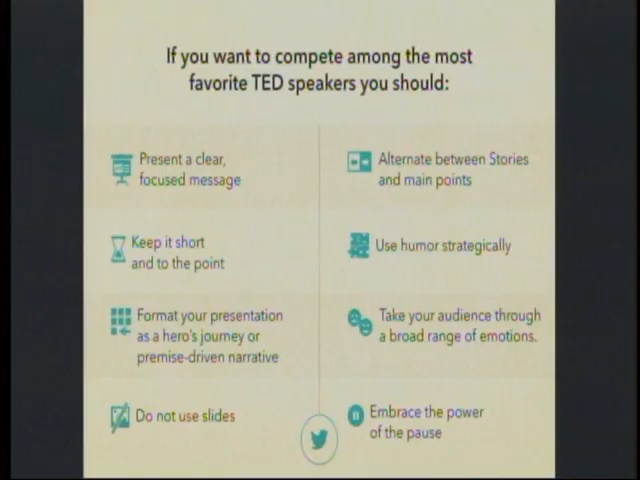 If you want to compete among the most
favorite TED speakers you should:
Present a clear,
focused message
Keep it short
and to the point
Format your presentation
as a hero's journey or
premise-driven narrative
Do not use slides
Alternate between Stories
and main points
Use humor strategically
Take your audience through
a broad range of emotions.
Embrace the power
of the pause